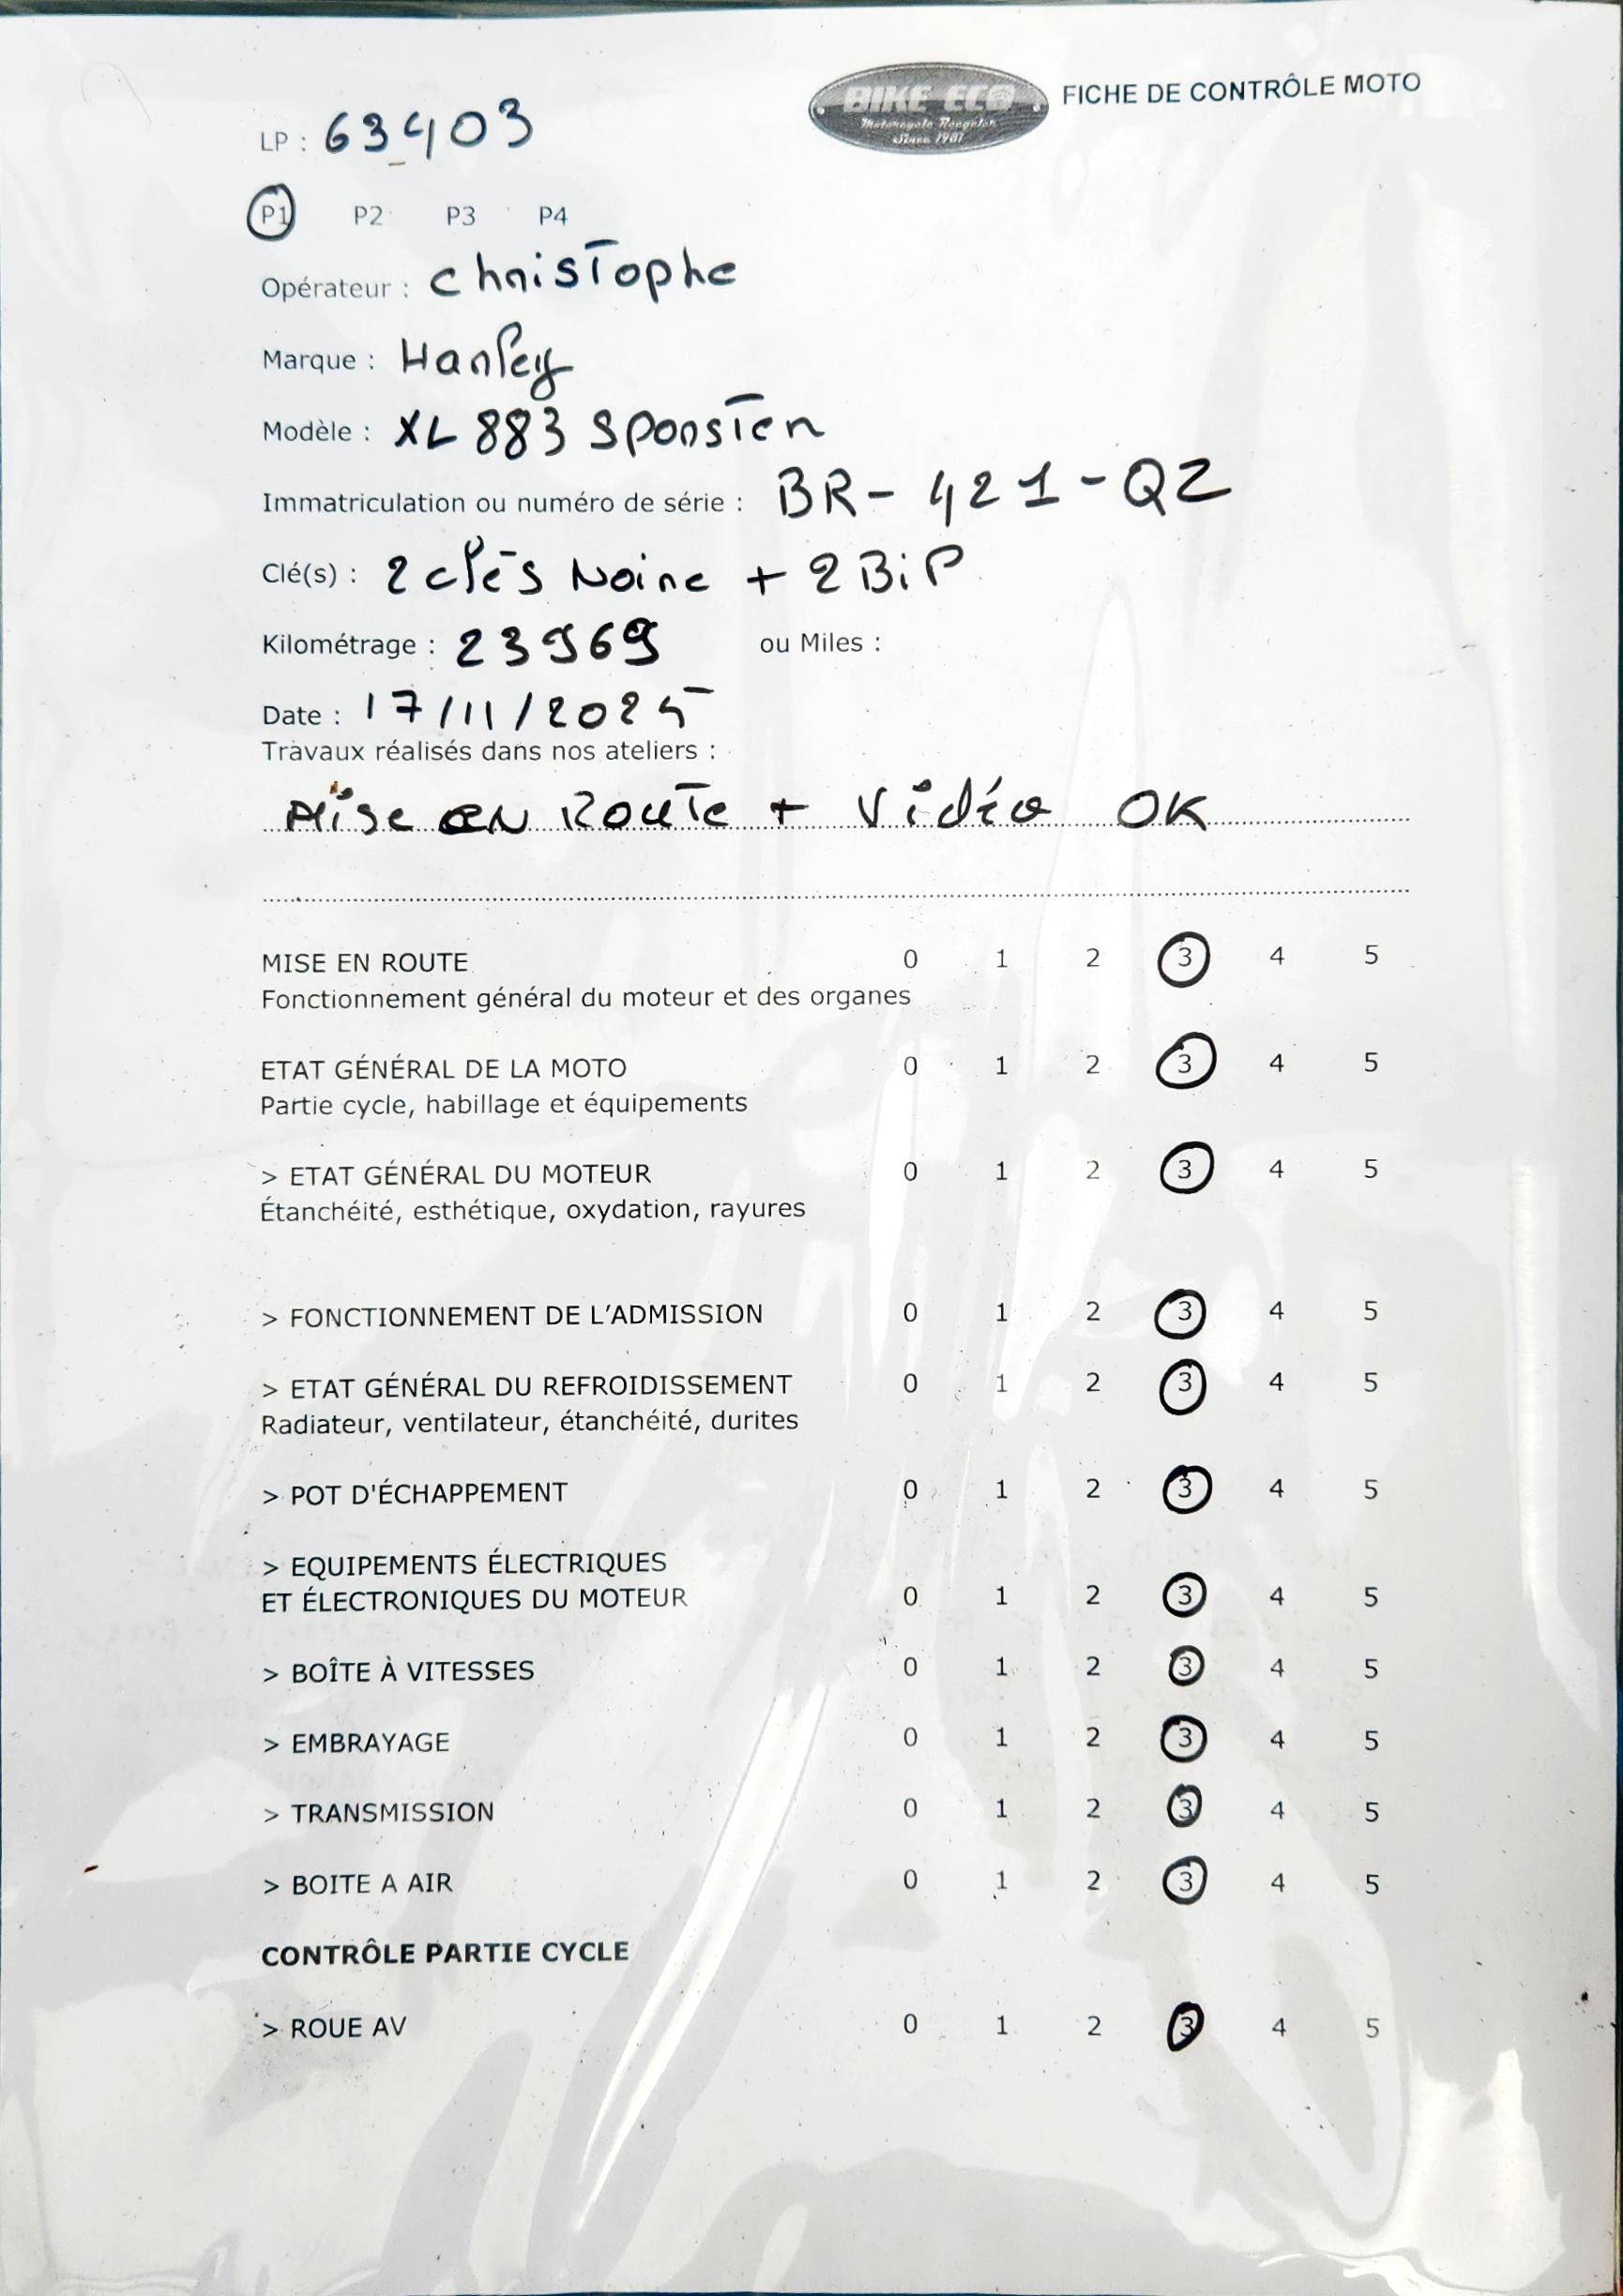 BIKE ECO
Motorcycle Recycler
Since 1987
FICHE DE CONTRÔLE MOTO
LP : 63403
P1 P2 P3 P4
Opérateur : christophe
Marque : Harley
Modèle : XL 883 Sporster
Immatriculation ou numéro de série : BR-421-QZ
Clé(s) : 2 clés Noire + 2 BiP
Kilométrage : 23969 ou Miles :
Date : 17/11/2025
Travaux réalisés dans nos ateliers :
Mise en Route + Vidéo OK
MISE EN ROUTE 0 1 2 3 4 5
Fonctionnement général du moteur et des organes
ETAT GÉNÉRAL DE LA MOTO 0 1 2 3 4 5
Partie cycle, habillage et équipements
> ETAT GÉNÉRAL DU MOTEUR 0 1 2 3 4 5
Étanchéité, esthétique, oxydation, rayures
> FONCTIONNEMENT DE L'ADMISSION 0 1 2 3 4 5
> ETAT GÉNÉRAL DU REFROIDISSEMENT 0 1 2 3 4 5
Radiateur, ventilateur, étanchéité, durites
> POT D'ÉCHAPPEMENT 0 1 2 3 4 5
> EQUIPEMENTS ÉLECTRIQUES
ET ÉLECTRONIQUES DU MOTEUR 0 1 2 3 4 5
> BOÎTE À VITESSES 0 1 2 3 4 5
> EMBRAYAGE 0 1 2 3 4 5
> TRANSMISSION 0 1 2 3 4 5
> BOITE A AIR 0 1 2 3 4 5
CONTRÔLE PARTIE CYCLE
> ROUE AV 0 1 2 3 4 5